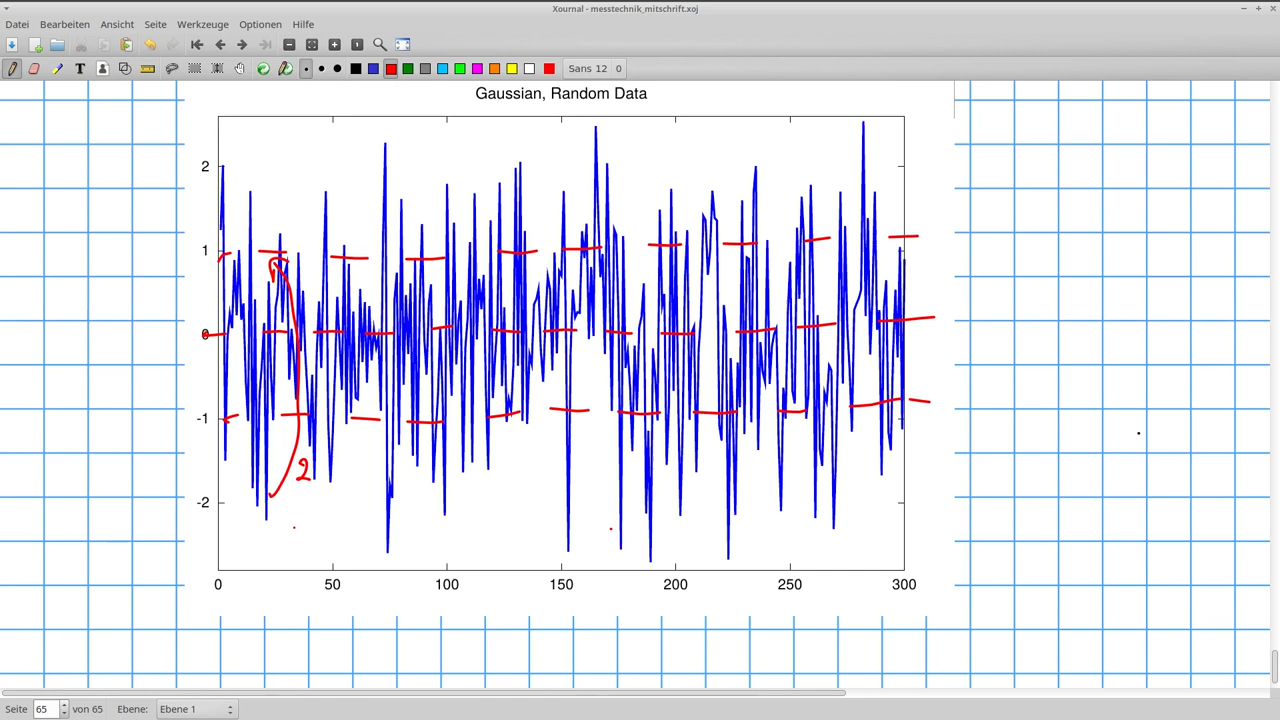 Xournal - messtechnik_mitschrift.xoj
Datei Bearbeiten Ansicht Seite Werkzeuge Optionen Hilfe
Sans 12 0
Gaussian, Random Data
2
1
0
-1
-2
2
0 50 100 150 200 250 300
Seite 65 von 65 Ebene: Ebene 1